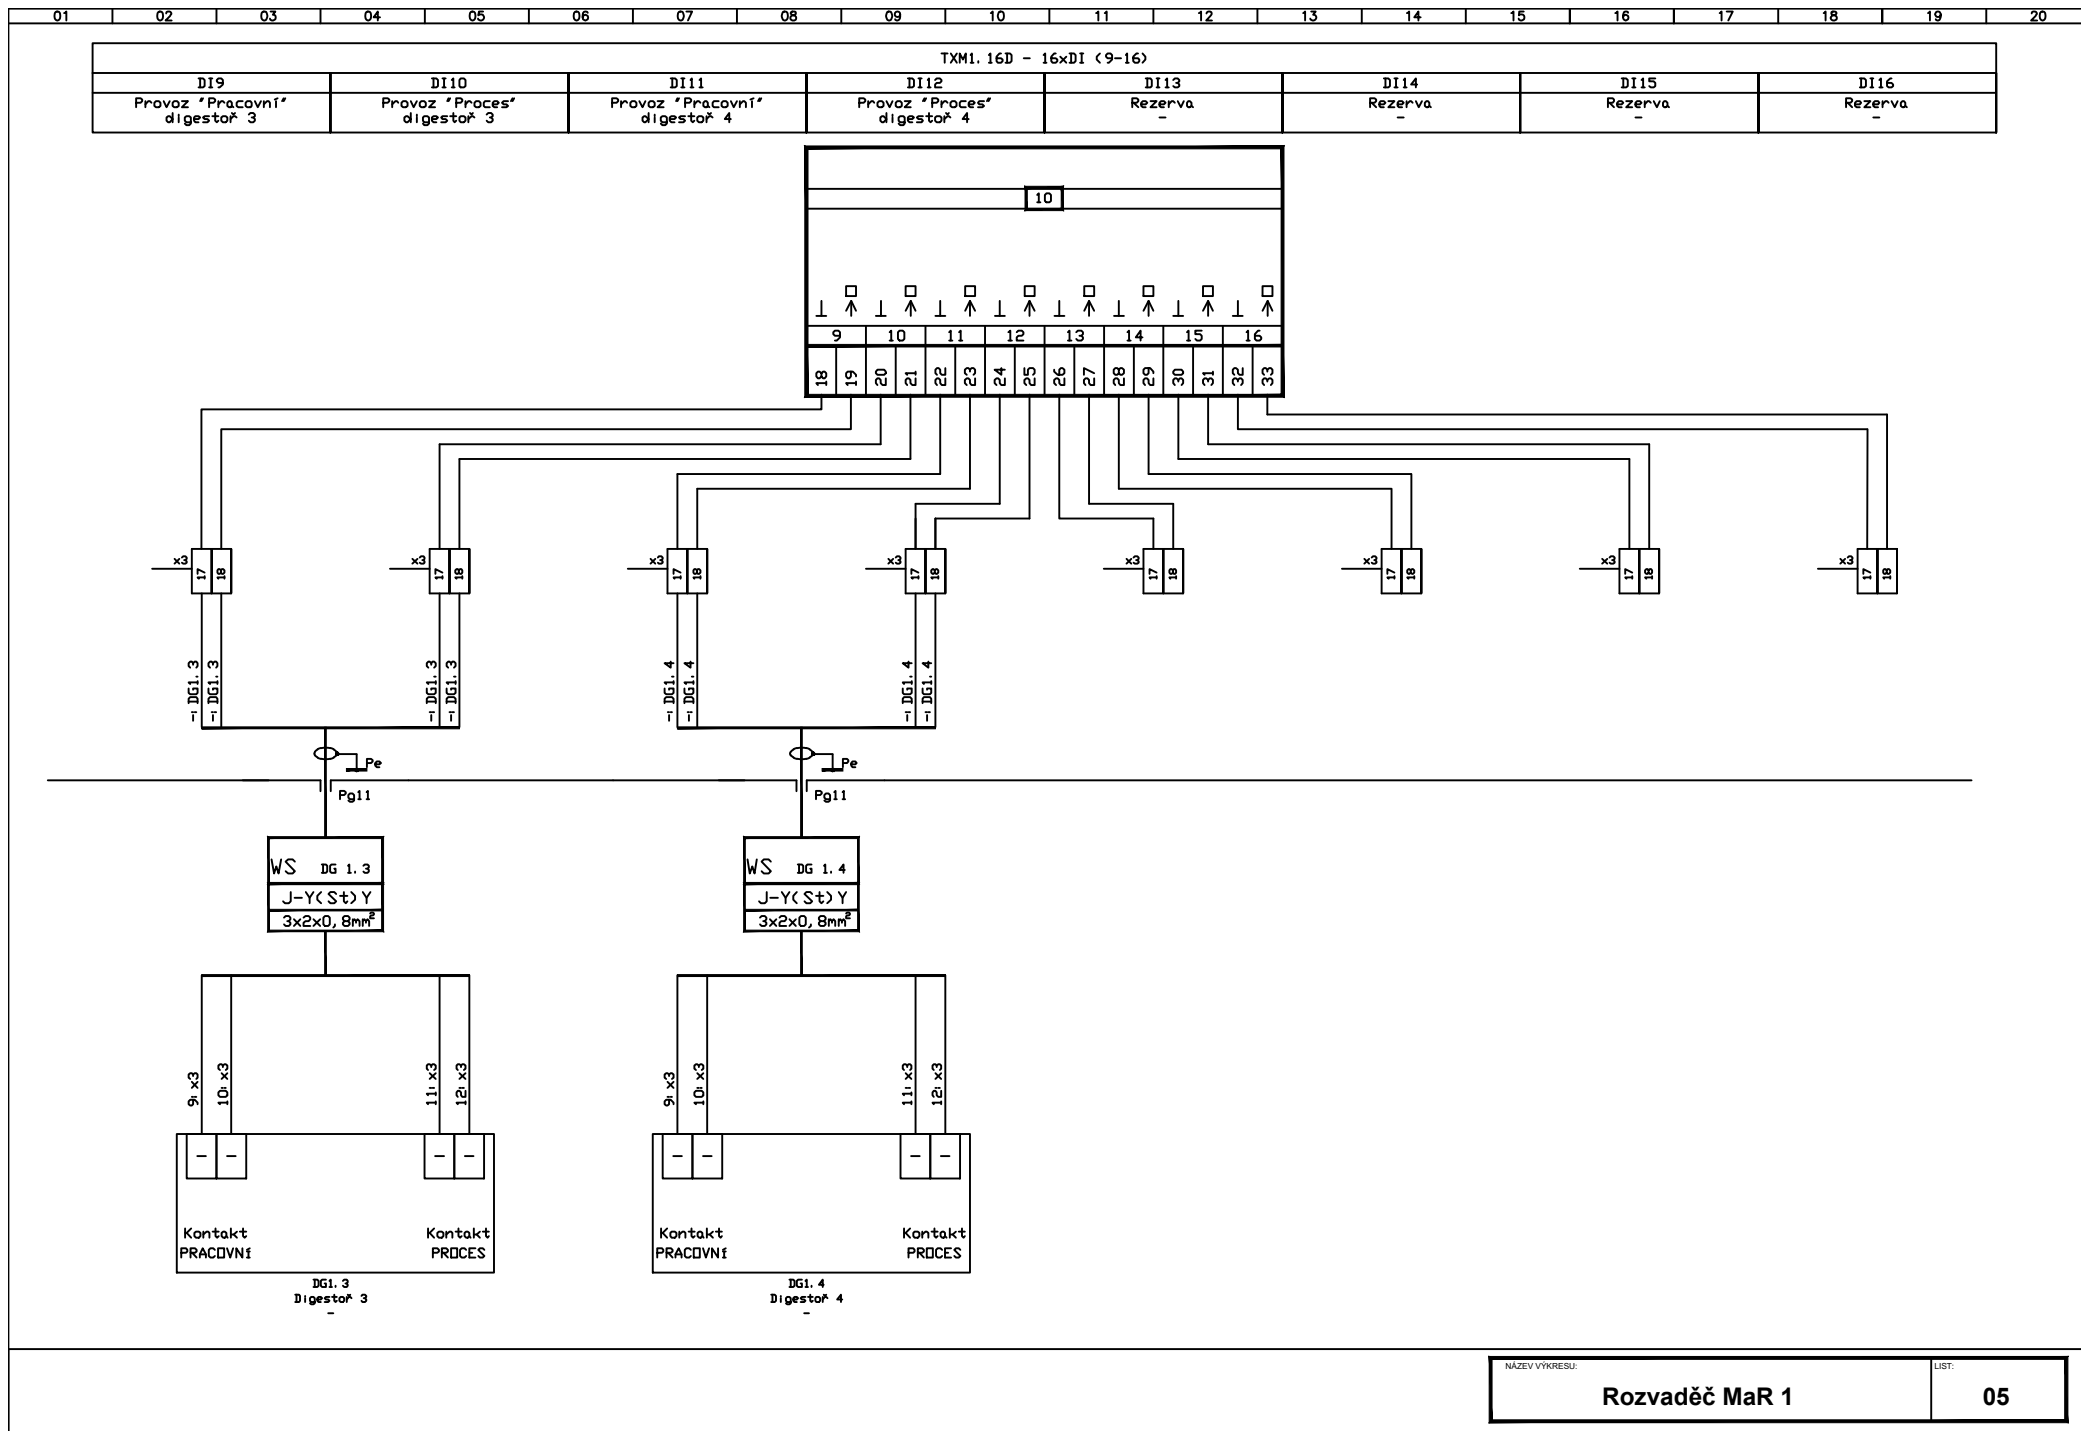 01 02 03 04 05 06 07 08 09 10 11 12 13 14 15 16 17 18 19 20
TXM1.16D - 16xDI (9-16)
DI9 DI10 DI11 DI12 DI13 DI14 DI15 DI16
Provoz "Pracovní" Provoz "Proces" Provoz "Pracovní" Provoz "Proces" Rezerva Rezerva Rezerva Rezerva
digestoř 3 digestoř 3 digestoř 4 digestoř 4 - - - -
10
9 10 11 12 13 14 15 16
18 19 20 21 22 23 24 25 26 27 28 29 30 31 32 33
x3 17 18 x3 17 18 x3 17 18 x3 17 18 x3 17 18 x3 17 18 x3 17 18 x3 17 18
-:DG1.3 -:DG1.3 -:DG1.3 -:DG1.3 -:DG1.4 -:DG1.4 -:DG1.4 -:DG1.4
Pe Pe
Pg11 Pg11
WS DG 1.3 WS DG 1.4
J-Y(St)Y J-Y(St)Y
3x2x0,8mm² 3x2x0,8mm²
9:x3 10:x3 11:x3 12:x3 9:x3 10:x3 11:x3 12:x3
- - - - - - - -
Kontakt Kontakt Kontakt Kontakt
PRACOVNÍ PROCES PRACOVNÍ PROCES
DG1.3 DG1.4
Digestoř 3 Digestoř 4
- -
NÁZEV VÝKRESU: LIST:
Rozvaděč MaR 1 05